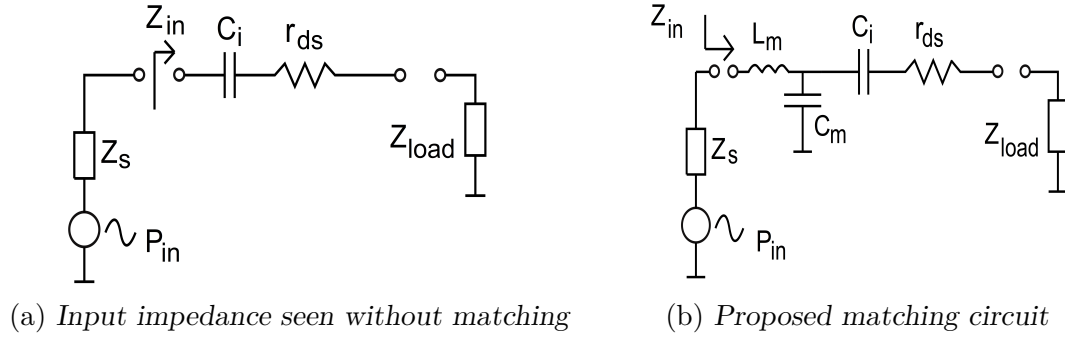 Z_in
C_i
r_ds
Z_s
Z_load
P_in
(a) Input impedance seen without matching
Z_in
L_m
C_i
r_ds
C_m
Z_s
Z_load
P_in
(b) Proposed matching circuit